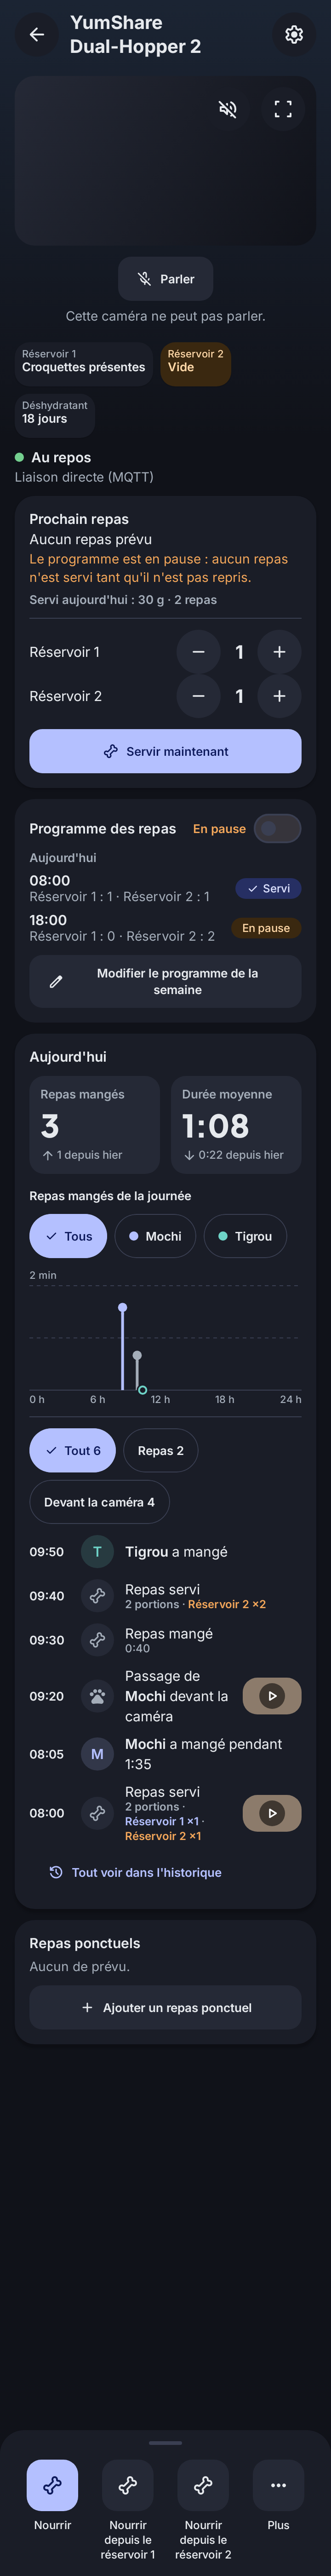 YumShare
Dual-Hopper 2
Parler
Cette caméra ne peut pas parler.
Réservoir 1
Croquettes présentes
Réservoir 2
Vide
Déshydratant
18 jours
Au repos
Liaison directe (MQTT)
Prochain repas
Aucun repas prévu
Le programme est en pause : aucun repas
n'est servi tant qu'il n'est pas repris.
Servi aujourd'hui : 30 g · 2 repas
Réservoir 1
1
Réservoir 2
1
Servir maintenant
Programme des repas
En pause
Aujourd'hui
08:00
Réservoir 1 : 1 · Réservoir 2 : 1
Servi
18:00
Réservoir 1 : 0 · Réservoir 2 : 2
En pause
Modifier le programme de la
semaine
Aujourd'hui
Repas mangés
3
1 depuis hier
Durée moyenne
1:08
0:22 depuis hier
Repas mangés de la journée
Tous
Mochi
Tigrou
2 min
0 h 6 h 12 h 18 h 24 h
Tout 6
Repas 2
Devant la caméra 4
09:50
T
Tigrou a mangé
09:40
Repas servi
2 portions · Réservoir 2 ×2
09:30
Repas mangé
0:40
09:20
Passage de
Mochi devant la
caméra
08:05
M
Mochi a mangé pendant
1:35
08:00
Repas servi
2 portions ·
Réservoir 1 ×1 ·
Réservoir 2 ×1
Tout voir dans l'historique
Repas ponctuels
Aucun de prévu.
Ajouter un repas ponctuel
Nourrir
Nourrir
depuis le
réservoir 1
Nourrir
depuis le
réservoir 2
Plus